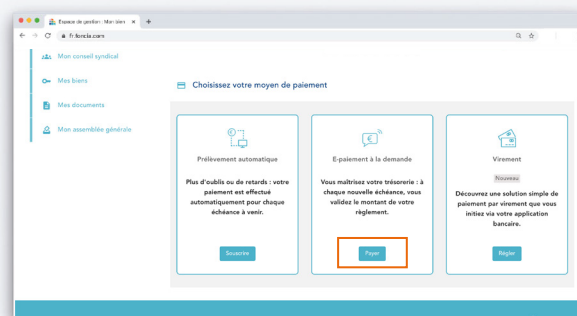 Espace de gestion - Mon bien
fr.foncia.com
Mon conseil syndical
Mes biens
Mes documents
Mon assemblée générale
Choisissez votre moyen de paiement
Prélèvement automatique
Plus d'oublis ou de retards : votre
paiement est effectué
automatiquement pour chaque
échéance à venir.
Souscrire
E-paiement à la demande
Vous maîtrisez votre trésorerie : à
chaque nouvelle échéance, vous
validez le montant de votre
règlement.
Payer
Virement
Nouveau
Découvrez une solution simple de
paiement par virement que vous
initiez via votre application
bancaire.
Régler